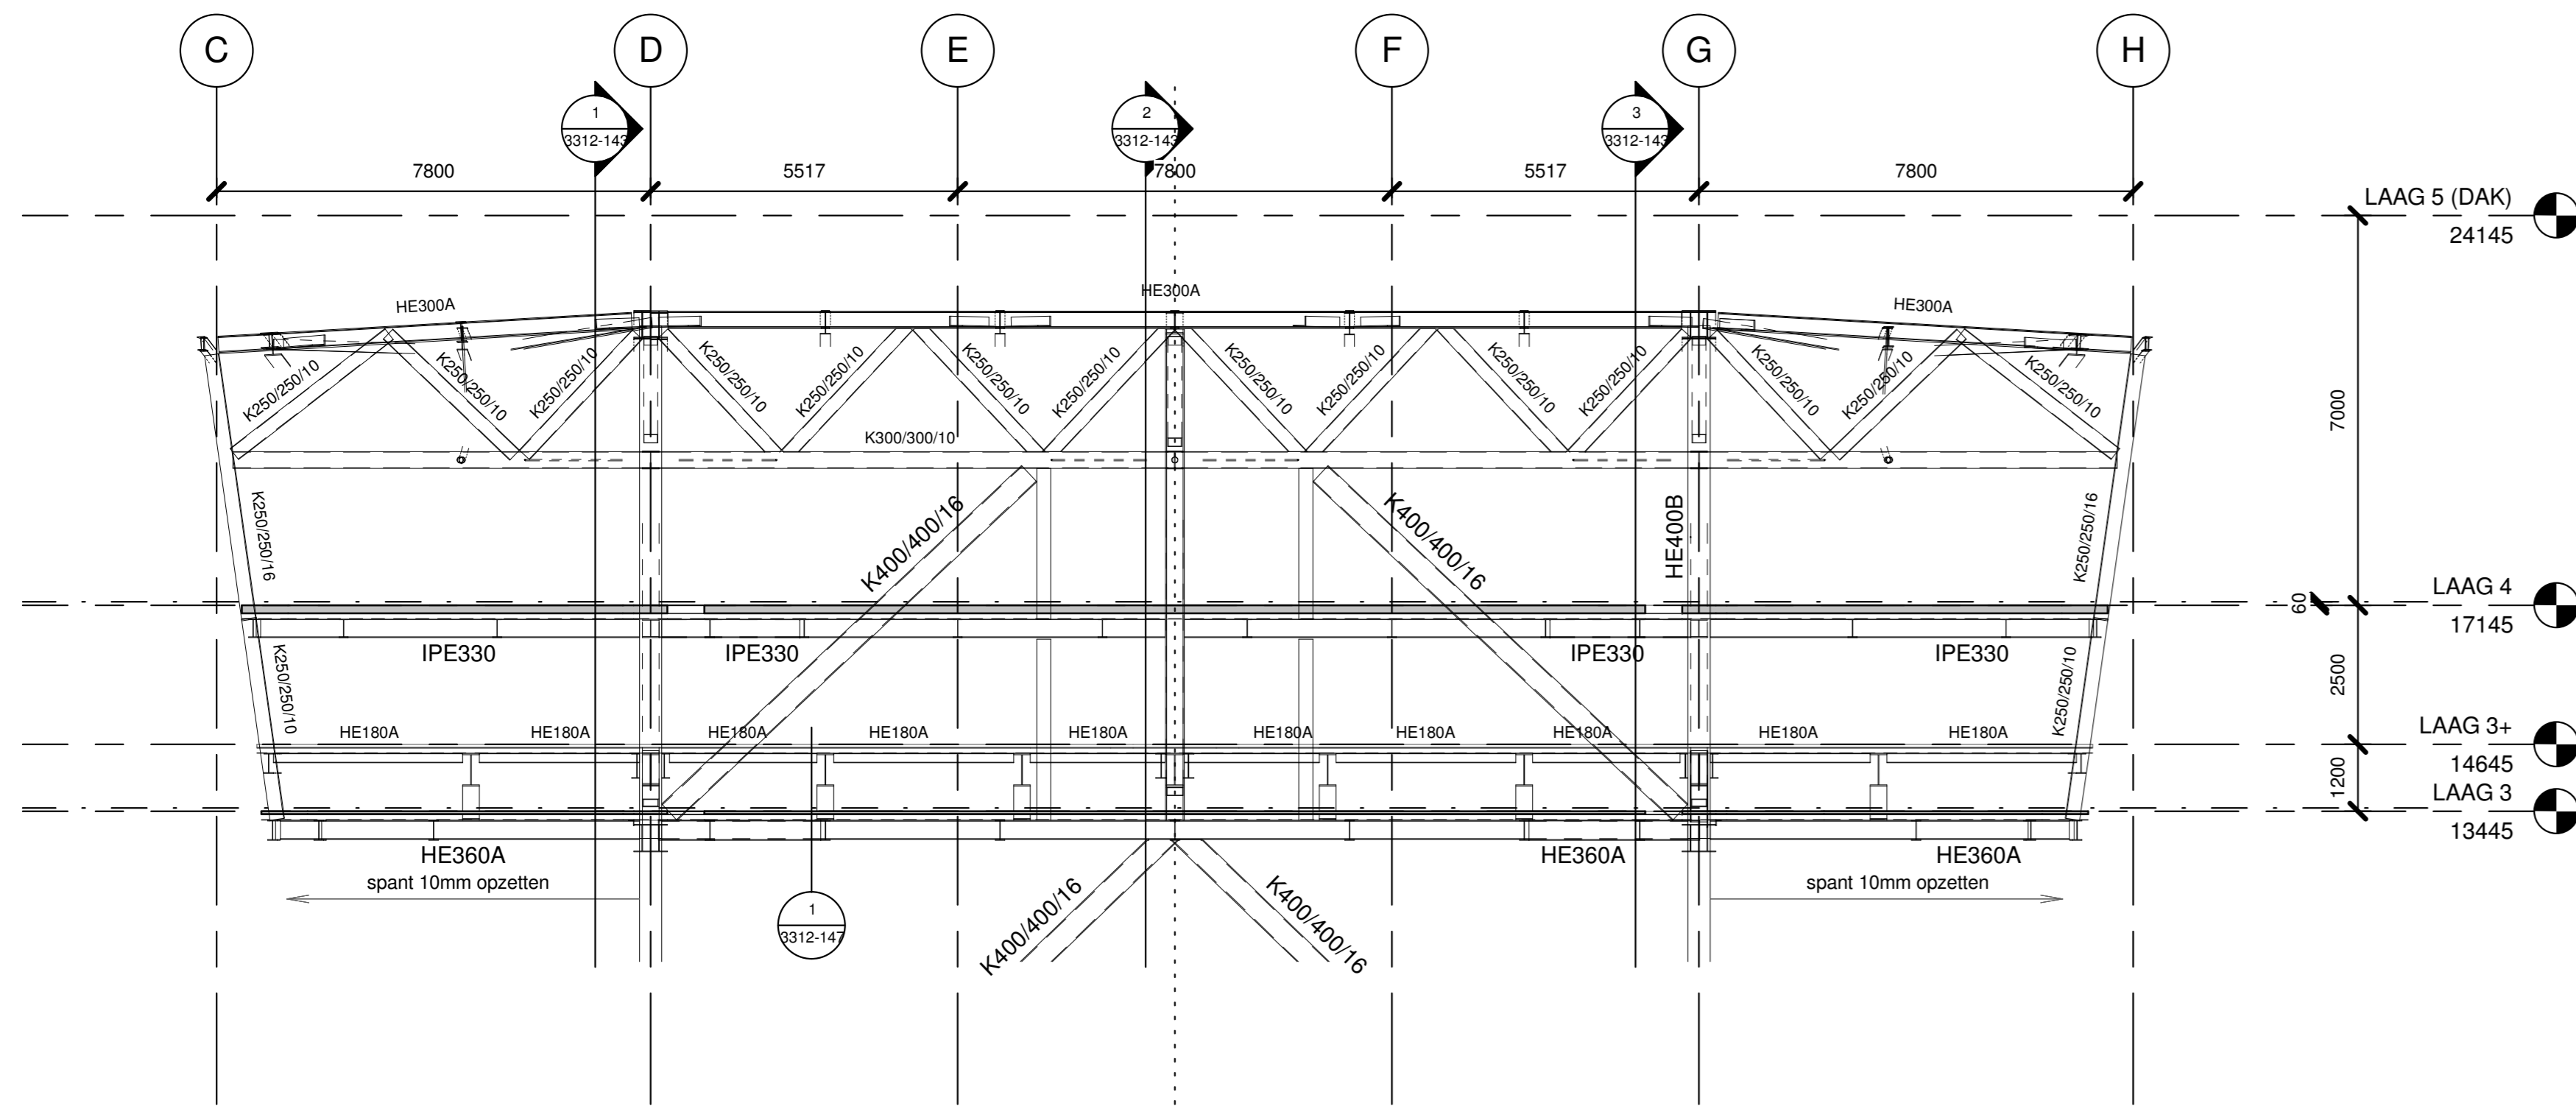 C D E F G H
1 2 3
3312-143 3312-143 3312-143
7800 5517 7800 5517 7800
LAAG 5 (DAK)
24145
HE300A HE300A HE300A
K250/250/10 K250/250/10 K250/250/10 K250/250/10 K250/250/10 K250/250/10 K250/250/10 K250/250/10 K250/250/10 K250/250/10 K250/250/10 K250/250/10 K250/250/10 K250/250/10
7000
K300/300/10
K250/250/16 K400/400/16 K400/400/16 HE400B K250/250/16
LAAG 4
60
17145
IPE330 IPE330 IPE330 IPE330
K250/250/10 K250/250/10
2500
HE180A HE180A HE180A HE180A HE180A HE180A HE180A HE180A HE180A HE180A
LAAG 3+
14645
1200
LAAG 3
13445
HE360A HE360A HE360A
spant 10mm opzetten spant 10mm opzetten
1
3312-147
K400/400/16 K400/400/16